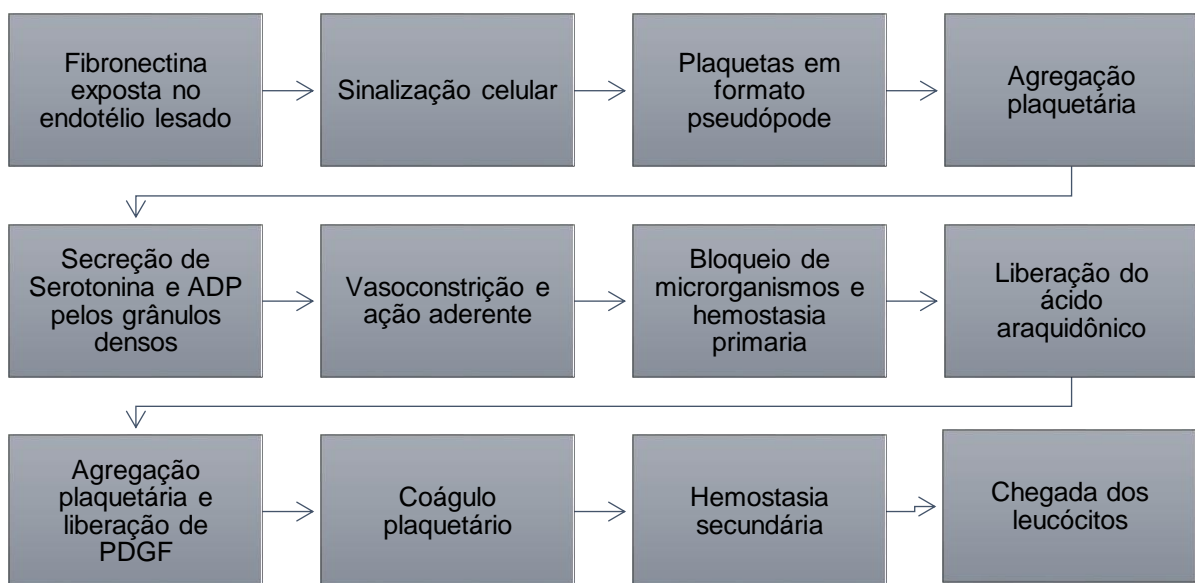 Fibronectina
exposta no
endotélio lesado
Sinalização celular
Plaquetas em
formato
pseudópode
Agregação
plaquetária
Secreção de
Serotonina e ADP
pelos grânulos
densos
Vasoconstrição e
ação aderente
Bloqueio de
microrganismos e
hemostasia
primaria
Liberação do
ácido
araquidônico
Agregação
plaquetária e
liberação de
PDGF
Coágulo
plaquetário
Hemostasia
secundária
Chegada dos
leucócitos